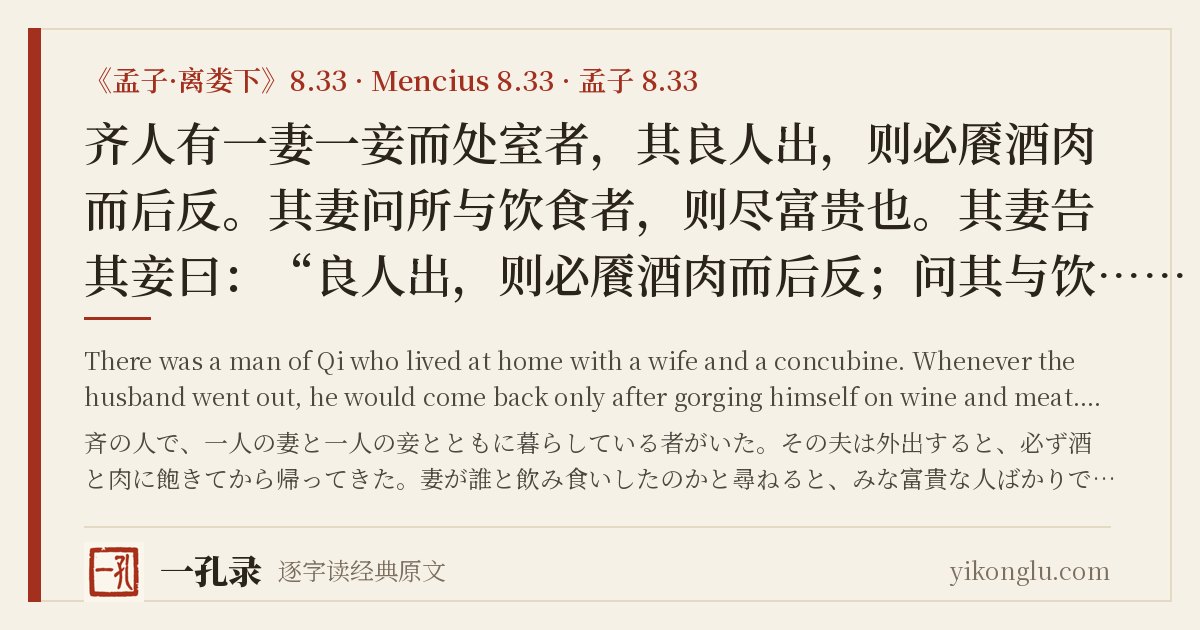 《孟子·离娄下》8.33 · Mencius 8.33 · 孟子 8.33
齐人有一妻一妾而处室者，其良人出，则必餍酒肉
而后反。其妻问所与饮食者，则尽富贵也。其妻告
其妾曰：“良人出，则必餍酒肉而后反；问其与饮……
There was a man of Qi who lived at home with a wife and a concubine. Whenever the
husband went out, he would come back only after gorging himself on wine and meat....
斉の人で、一人の妻と一人の妾とともに暮らしている者がいた。その夫は外出すると、必ず酒
と肉に飽きてから帰ってきた。妻が誰と飲み食いしたのかと尋ねると、みな富貴な人ばかりで…
一孔
一孔录 逐字读经典原文
yikonglu.com